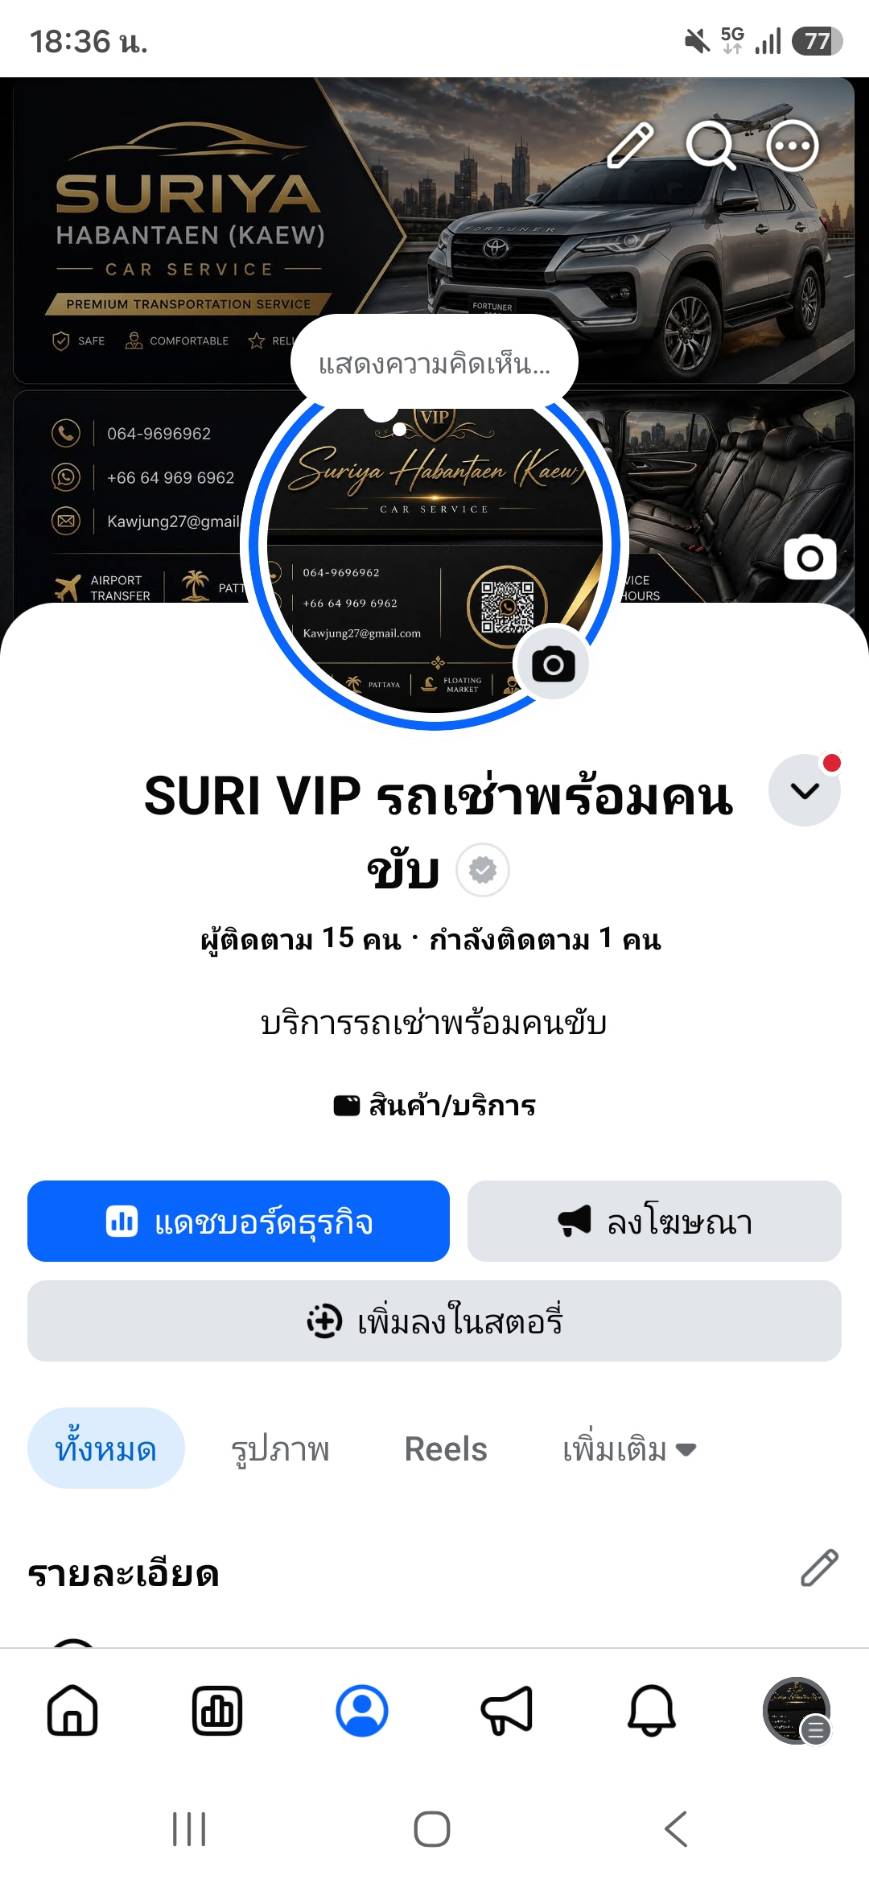 18:36 น.
5G
77
SURIYA
HABANTAEN (KAEW)
CAR SERVICE
PREMIUM TRANSPORTATION SERVICE
SAFE
COMFORTABLE
FORTUNER
FORTUNER
แสดงความคิดเห็น...
064-9696962
+66 64 969 6962
Kawjung27@gmail
AIRPORT
TRANSFER
VIP
Suriya Habantaen (Kaew)
CAR SERVICE
064-9696962
+66 64 969 6962
Kawjung27@gmail.com
PATTAYA
FLOATING
MARKET
SURI VIP รถเช่าพร้อมคน
ขับ
ผู้ติดตาม 15 คน · กำลังติดตาม 1 คน
บริการรถเช่าพร้อมคนขับ
สินค้า/บริการ
แดชบอร์ดธุรกิจ
ลงโฆษณา
เพิ่มลงในสตอรี่
ทั้งหมด
รูปภาพ
Reels
เพิ่มเติม
รายละเอียด